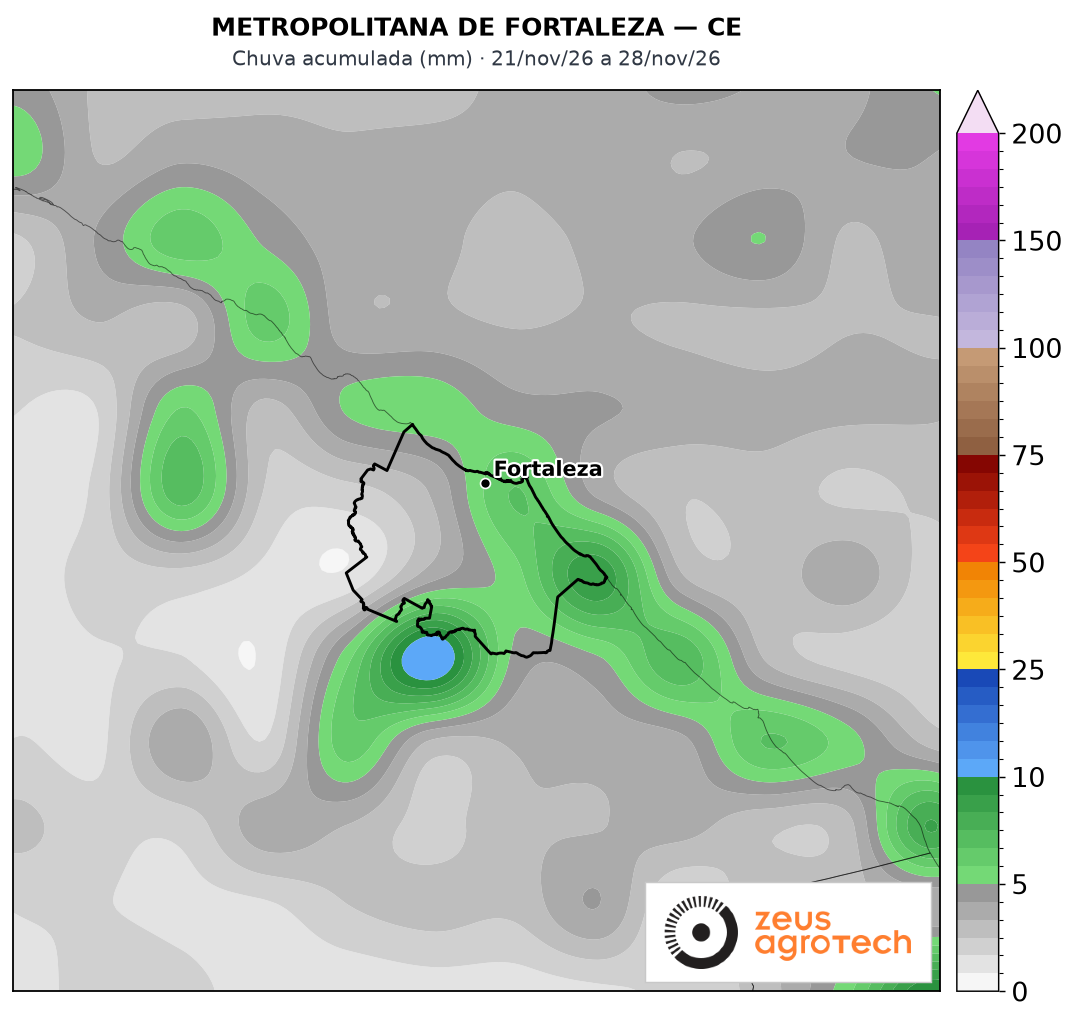 METROPOLITANA DE FORTALEZA — CE
Chuva acumulada (mm) · 21/nov/26 a 28/nov/26
Fortaleza
200
150
100
75
50
25
10
5
0
zeus
agrotech